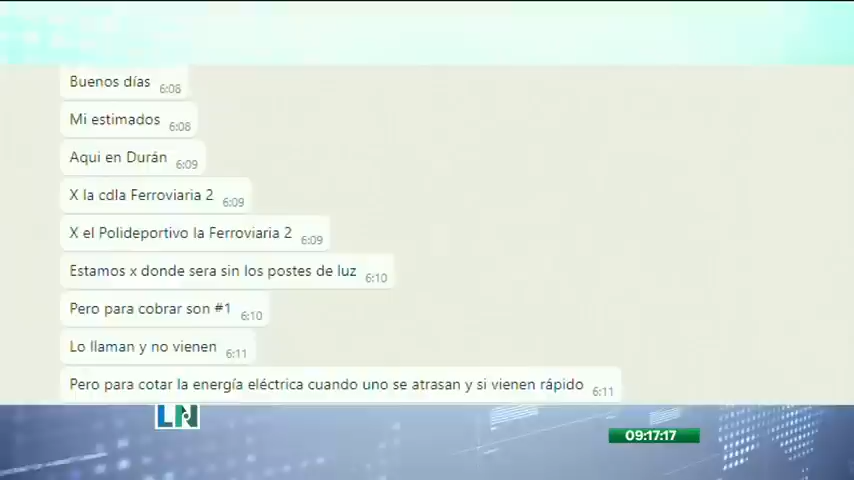 Buenos días 6:08
Mi estimados 6:08
Aqui en Durán 6:09
X la cdla Ferroviaria 2 6:09
X el Polideportivo la Ferroviaria 2 6:09
Estamos x donde sera sin los postes de luz 6:10
Pero para cobrar son #1 6:10
Lo llaman y no vienen 6:11
Pero para cotar la energía eléctrica cuando uno se atrasan y si vienen rápido 6:11
LN
09:17:17